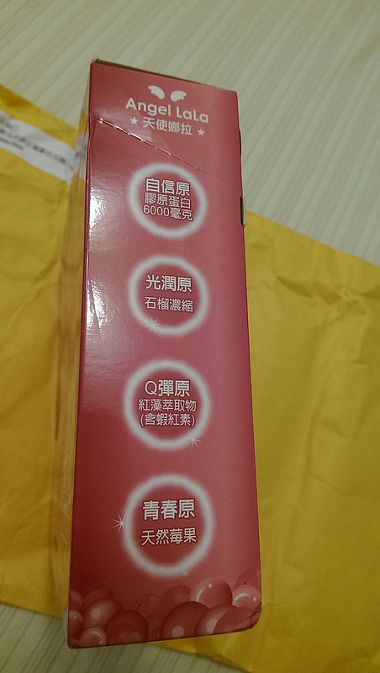 Angel LaLa
★天使娜拉★
自信原
膠原蛋白
6000毫克
光潤原
石榴濃縮
Q彈原
紅藻萃取物
(含蝦紅素)
青春原
天然莓果